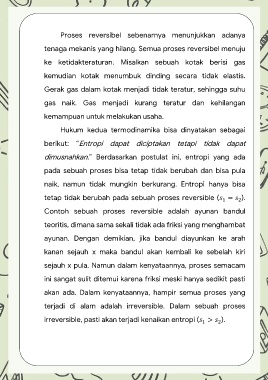 Proses reversibel sebenarnya menunjukkan adanya
tenaga mekanis yang hilang. Semua proses reversibel menuju
ke ketidakteraturan. Misalkan sebuah kotak berisi gas
kemudian kotak menumbuk dinding secara tidak elastis.
Gerak gas dalam kotak menjadi tidak teratur, sehingga suhu
gas naik. Gas menjadi kurang teratur dan kehilangan
kemampuan untuk melakukan usaha.
Hukum kedua termodinamika bisa dinyatakan sebagai
berikut: "Entropi dapat diciptakan tetapi tidak dapat
dimusnahkan." Berdasarkan postulat ini, entropi yang ada
pada sebuah proses bisa tetap tidak berubah dan bisa pula
naik, namun tidak mungkin berkurang. Entropi hanya bisa
tetap tidak berubah pada sebuah proses reversible (s₁ = s₂).
Contoh sebuah proses reversible adalah ayunan bandul
teoritis, dimana sama sekali tidak ada friksi yang menghambat
ayunan. Dengan demikian, jika bandul diayunkan ke arah
kanan sejauh x maka bandul akan kembali ke sebelah kiri
sejauh x pula. Namun dalam kenyataannya, proses semacam
ini sangat sulit ditemui karena friksi meski hanya sedikit pasti
akan ada. Dalam kenyataannya, hampir semua proses yang
terjadi di alam adalah irreversible. Dalam sebuah proses
irreversible, pasti akan terjadi kenaikan entropi (s₁ > s₂).